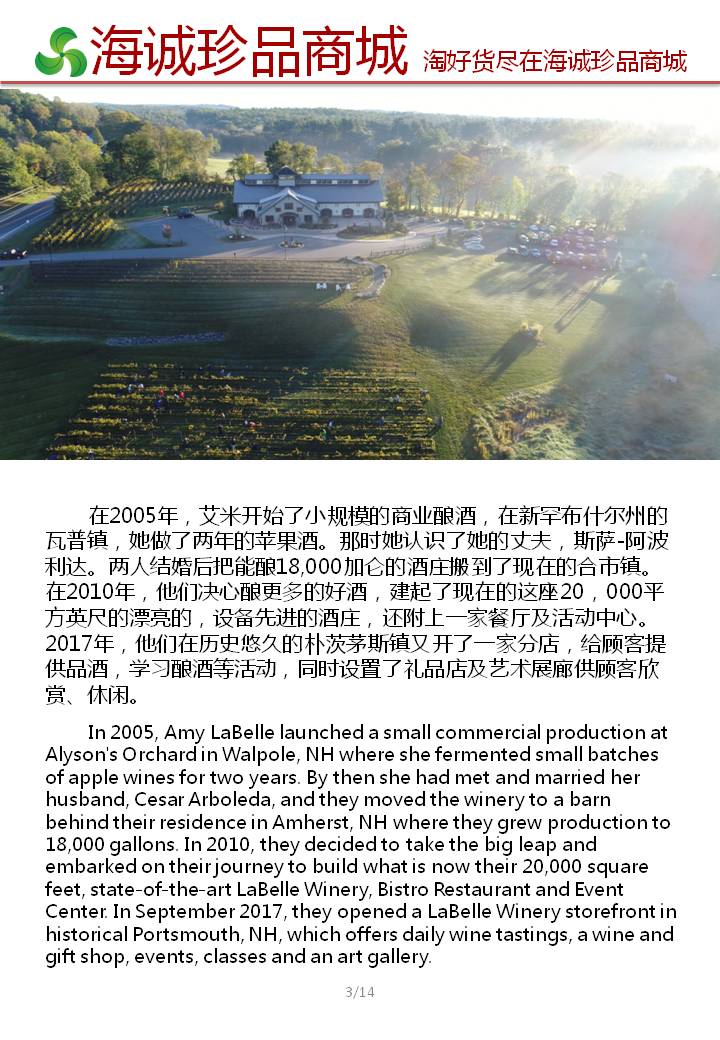 海诚珍品商城 淘好货尽在海诚珍品商城
在2005年，艾米开始了小规模的商业酿酒，在新罕布什尔州的
瓦普镇，她做了两年的苹果酒。那时她认识了她的丈夫，斯萨-阿波
利达。两人结婚后把能酿18,000加仑的酒庄搬到了现在的合市镇。
在2010年，他们决心酿更多的好酒，建起了现在的这座20，000平
方英尺的漂亮的，设备先进的酒庄，还附上一家餐厅及活动中心。
2017年，他们在历史悠久的朴茨茅斯镇又开了一家分店，给顾客提
供品酒，学习酿酒等活动，同时设置了礼品店及艺术展廊供顾客欣
赏、休闲。
In 2005, Amy LaBelle launched a small commercial production at
Alyson's Orchard in Walpole, NH where she fermented small batches
of apple wines for two years. By then she had met and married her
husband, Cesar Arboleda, and they moved the winery to a barn
behind their residence in Amherst, NH where they grew production to
18,000 gallons. In 2010, they decided to take the big leap and
embarked on their journey to build what is now their 20,000 square
feet, state-of-the-art LaBelle Winery, Bistro Restaurant and Event
Center. In September 2017, they opened a LaBelle Winery storefront in
historical Portsmouth, NH, which offers daily wine tastings, a wine and
gift shop, events, classes and an art gallery.
3/14